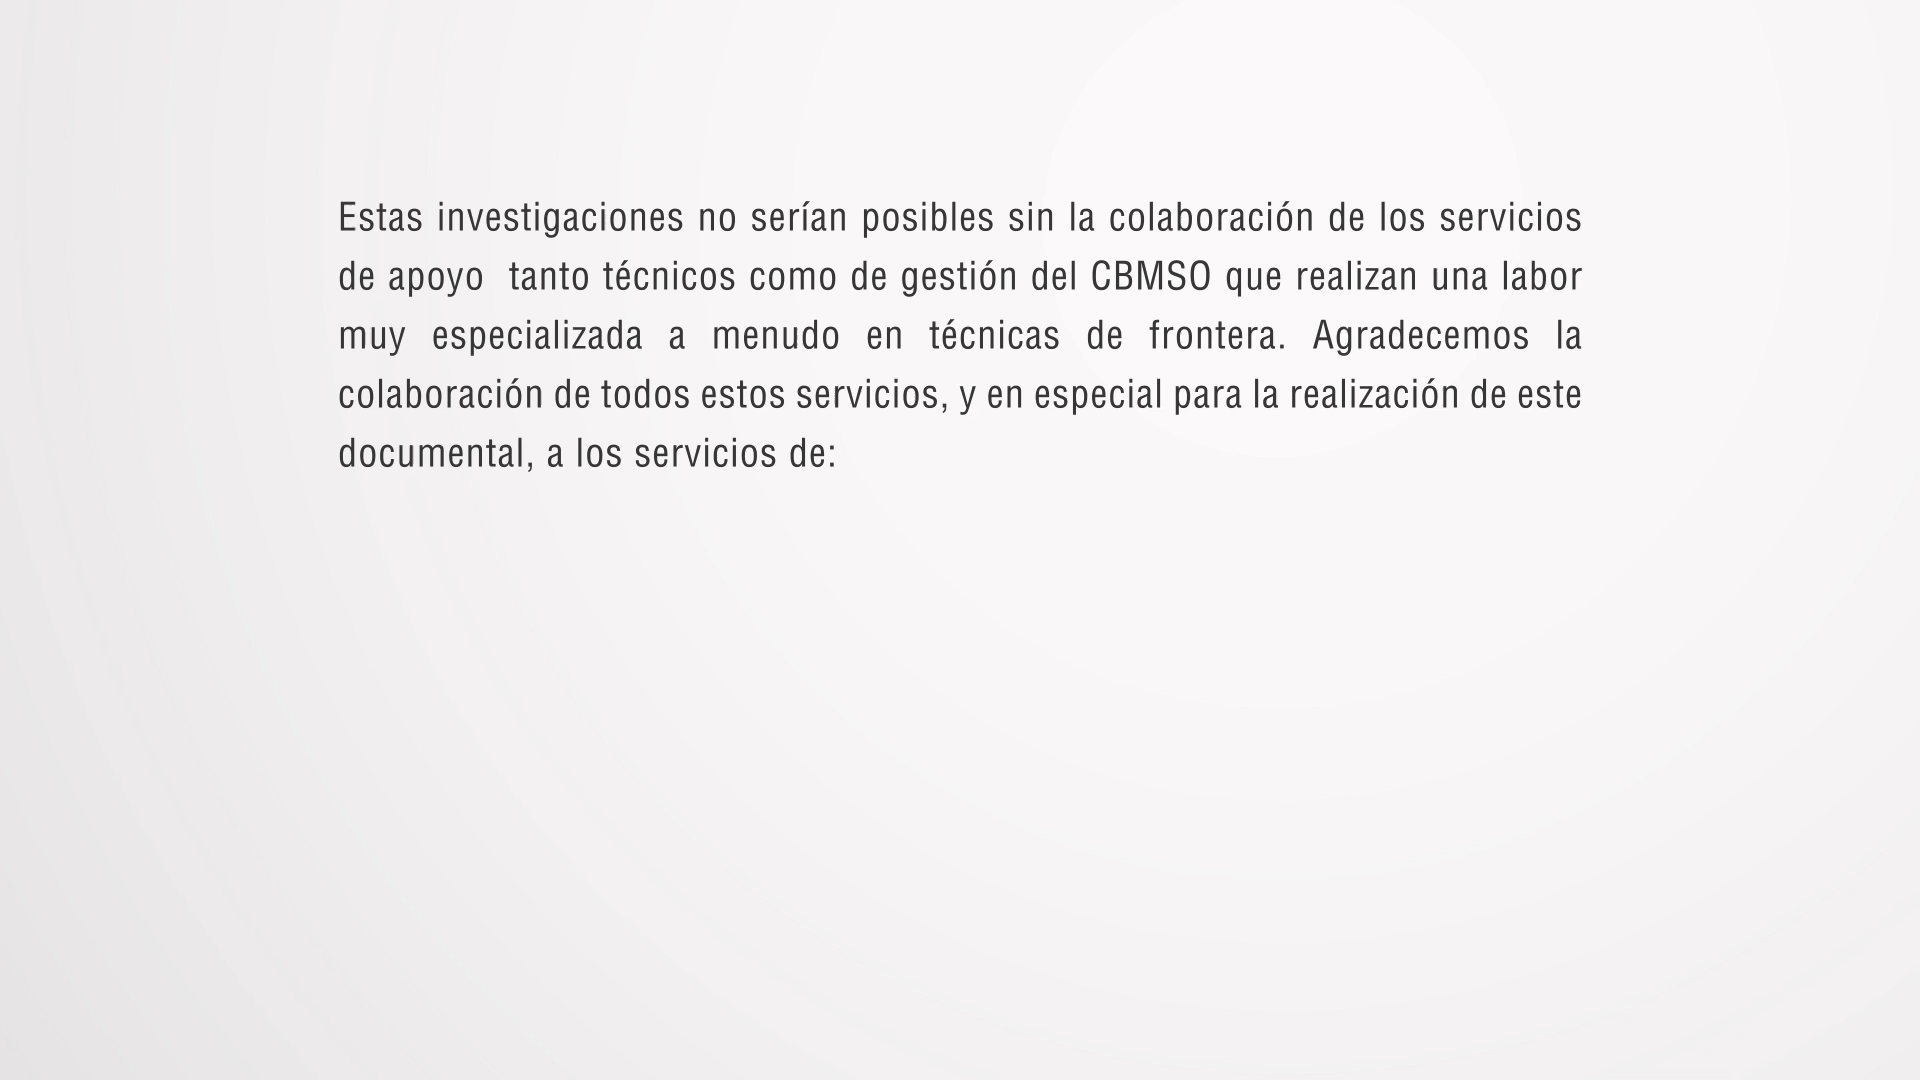 Estas investigaciones no serían posibles sin la colaboración de los servicios
de apoyo  tanto técnicos como de gestión del CBMSO que realizan una labor
muy especializada a menudo en técnicas de frontera. Agradecemos la
colaboración de todos estos servicios, y en especial para la realización de este
documental, a los servicios de: